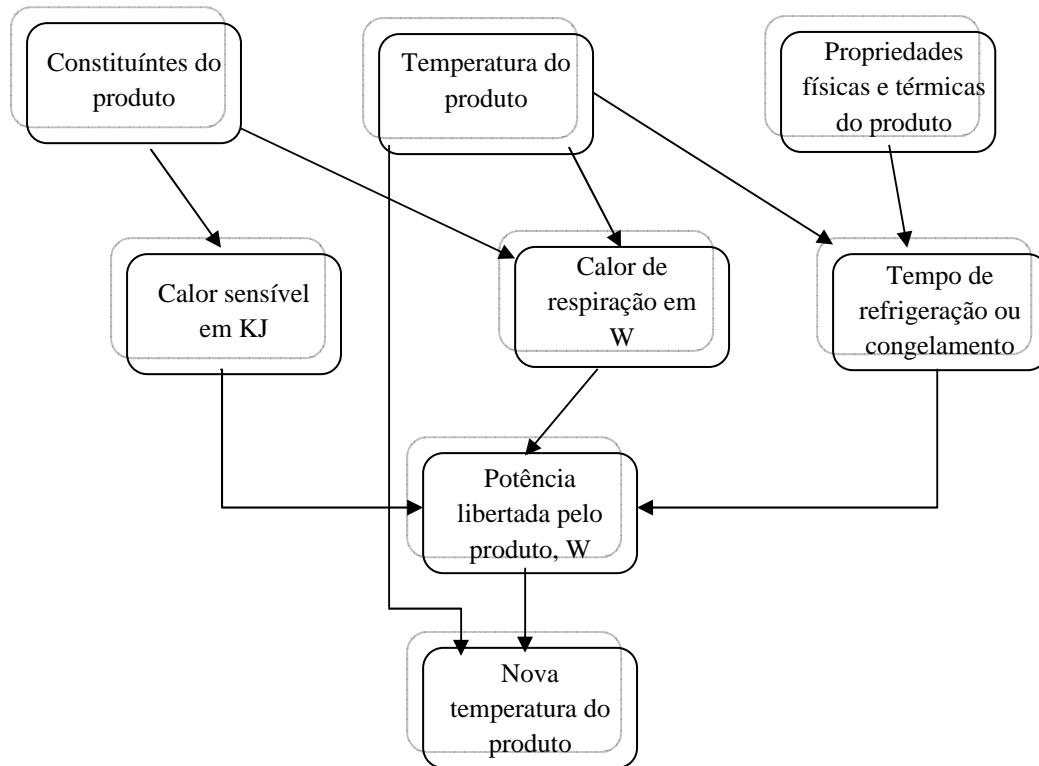 Constituíntes do
produto
Temperatura do
produto
Propriedades
físicas e térmicas
do produto
Calor sensível
em KJ
Calor de
respiração em
W
Tempo de
refrigeração ou
congelamento
Potência
libertada pelo
produto, W
Nova
temperatura do
produto